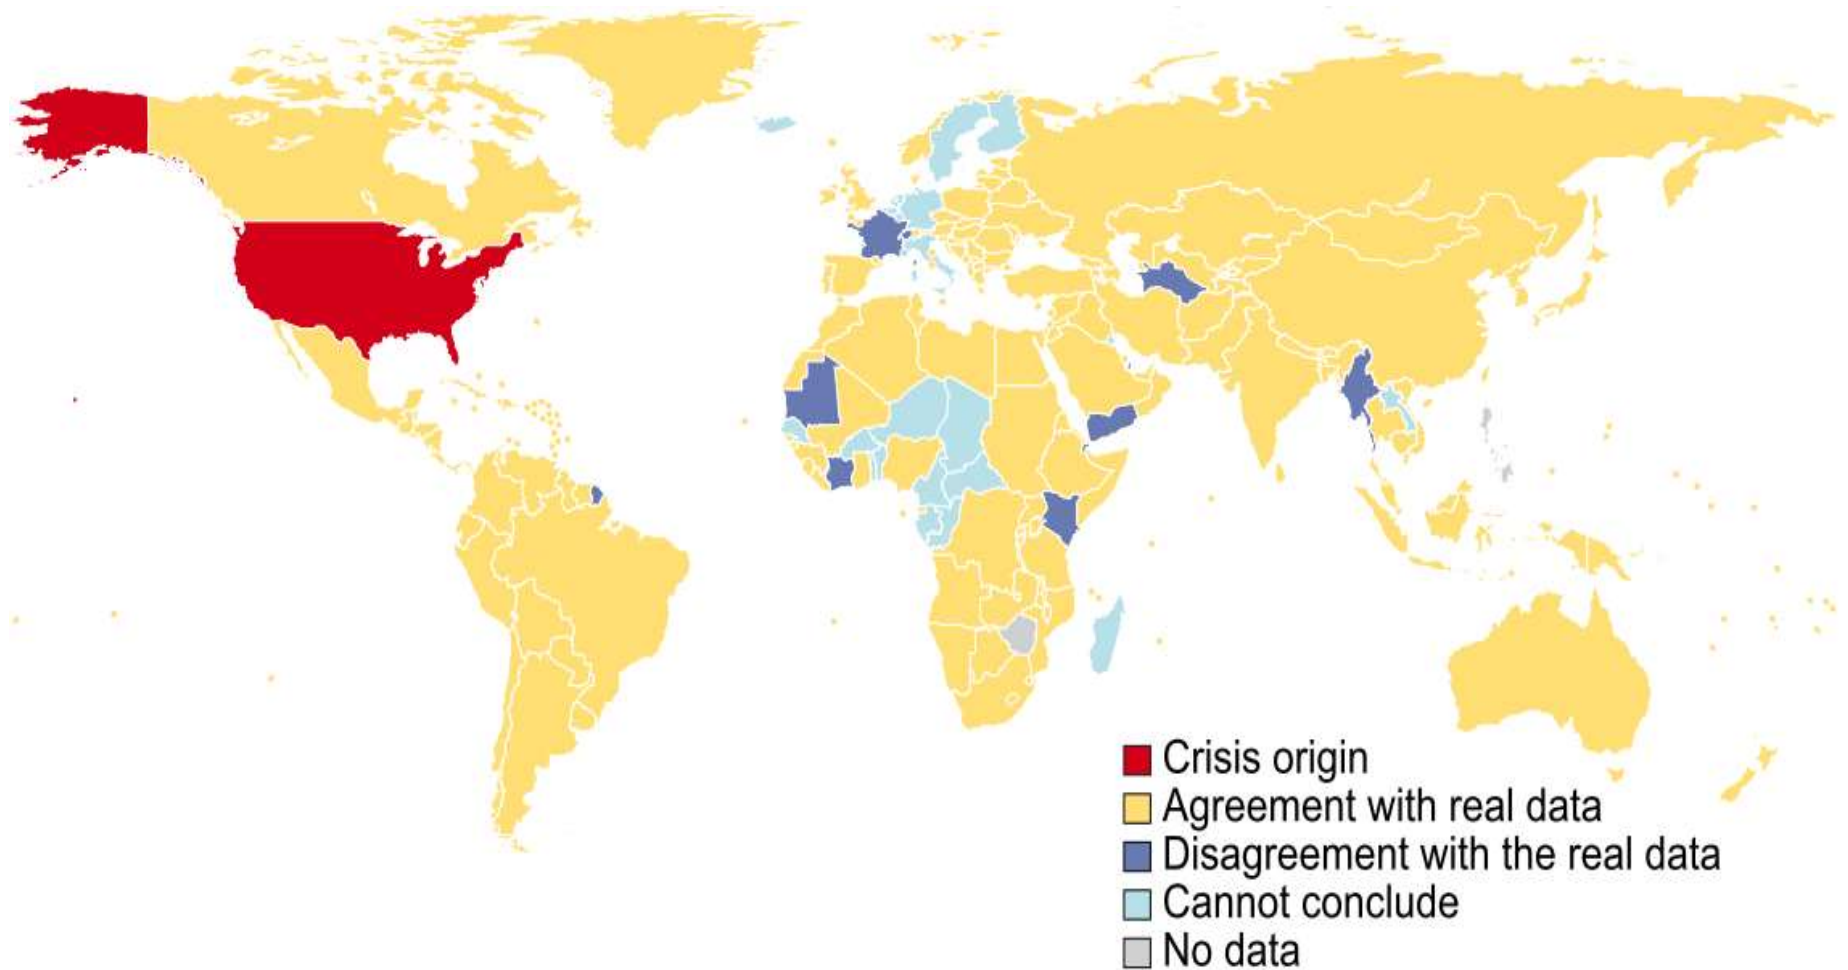 Crisis origin
Agreement with real data
Disagreement with the real data
Cannot conclude
No data